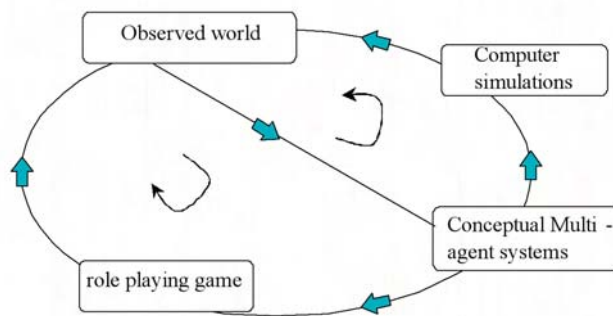 Observed world
Computer
simulations
Conceptual Multi -
agent systems
role playing game